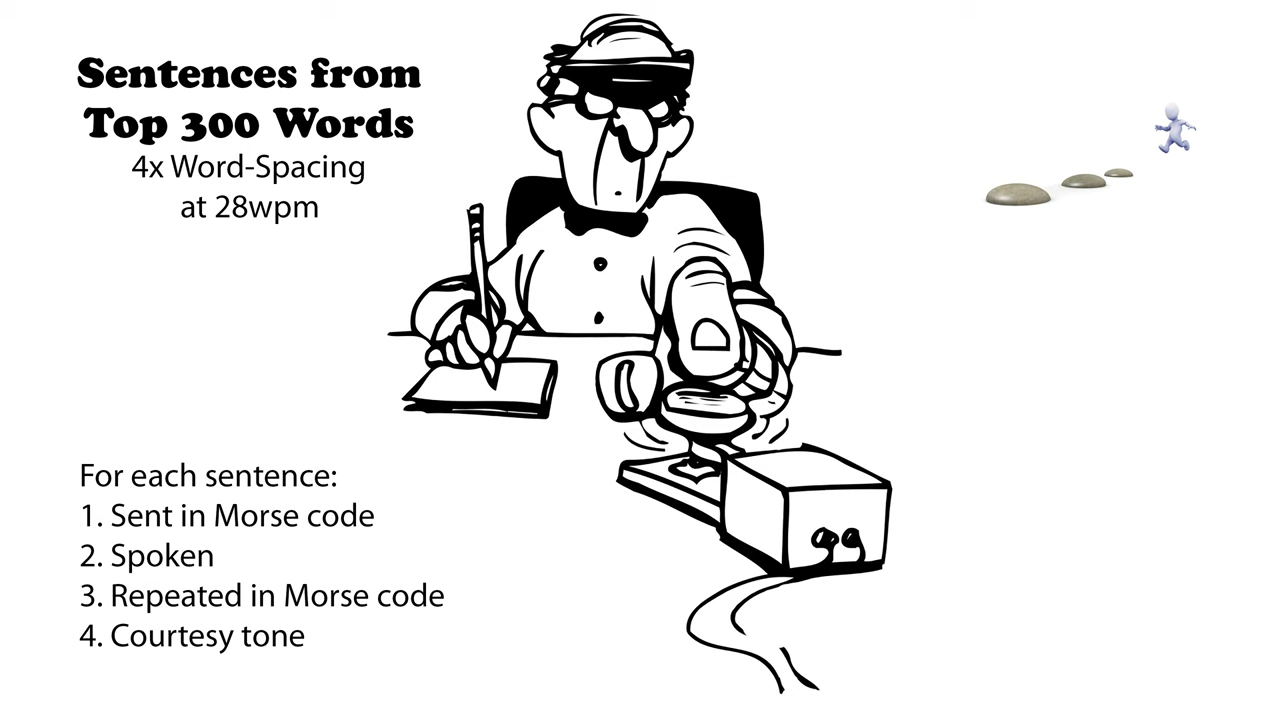 Sentences from
Top 300 Words
4x Word-Spacing
at 28wpm
For each sentence:
1. Sent in Morse code
2. Spoken
3. Repeated in Morse code
4. Courtesy tone